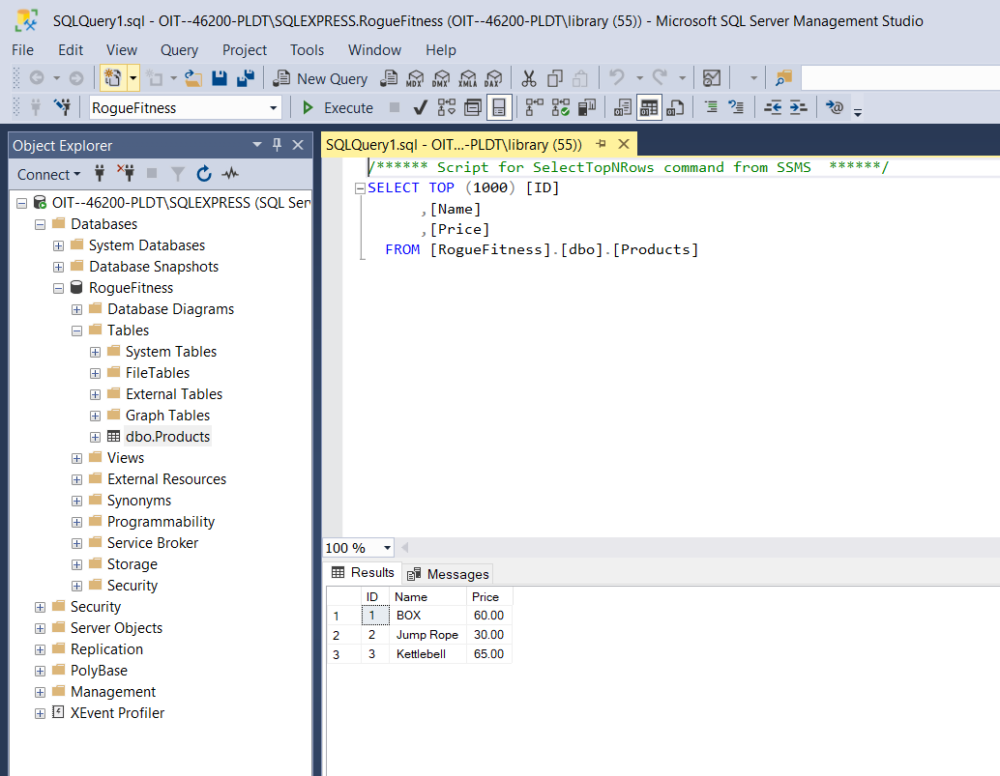 SQLQuery1.sql - OIT--46200-PLDT\SQLEXPRESS.RogueFitness (OIT--46200-PLDT\library (55)) - Microsoft SQL Server Management Studio
File Edit View Query Project Tools Window Help
New Query MDX DMX XMLA DAX
RogueFitness Execute
Object Explorer
Connect
OIT--46200-PLDT\SQLEXPRESS (SQL Ser
Databases
System Databases
Database Snapshots
RogueFitness
Database Diagrams
Tables
System Tables
FileTables
External Tables
Graph Tables
dbo.Products
Views
External Resources
Synonyms
Programmability
Service Broker
Storage
Security
Security
Server Objects
Replication
PolyBase
Management
XEvent Profiler
SQLQuery1.sql - OIT...-PLDT\library (55))
/****** Script for SelectTopNRows command from SSMS ******/
SELECT TOP (1000) [ID]
,[Name]
,[Price]
FROM [RogueFitness].[dbo].[Products]
100 %
Results Messages
ID Name Price
1 1 BOX 60.00
2 2 Jump Rope 30.00
3 3 Kettlebell 65.00